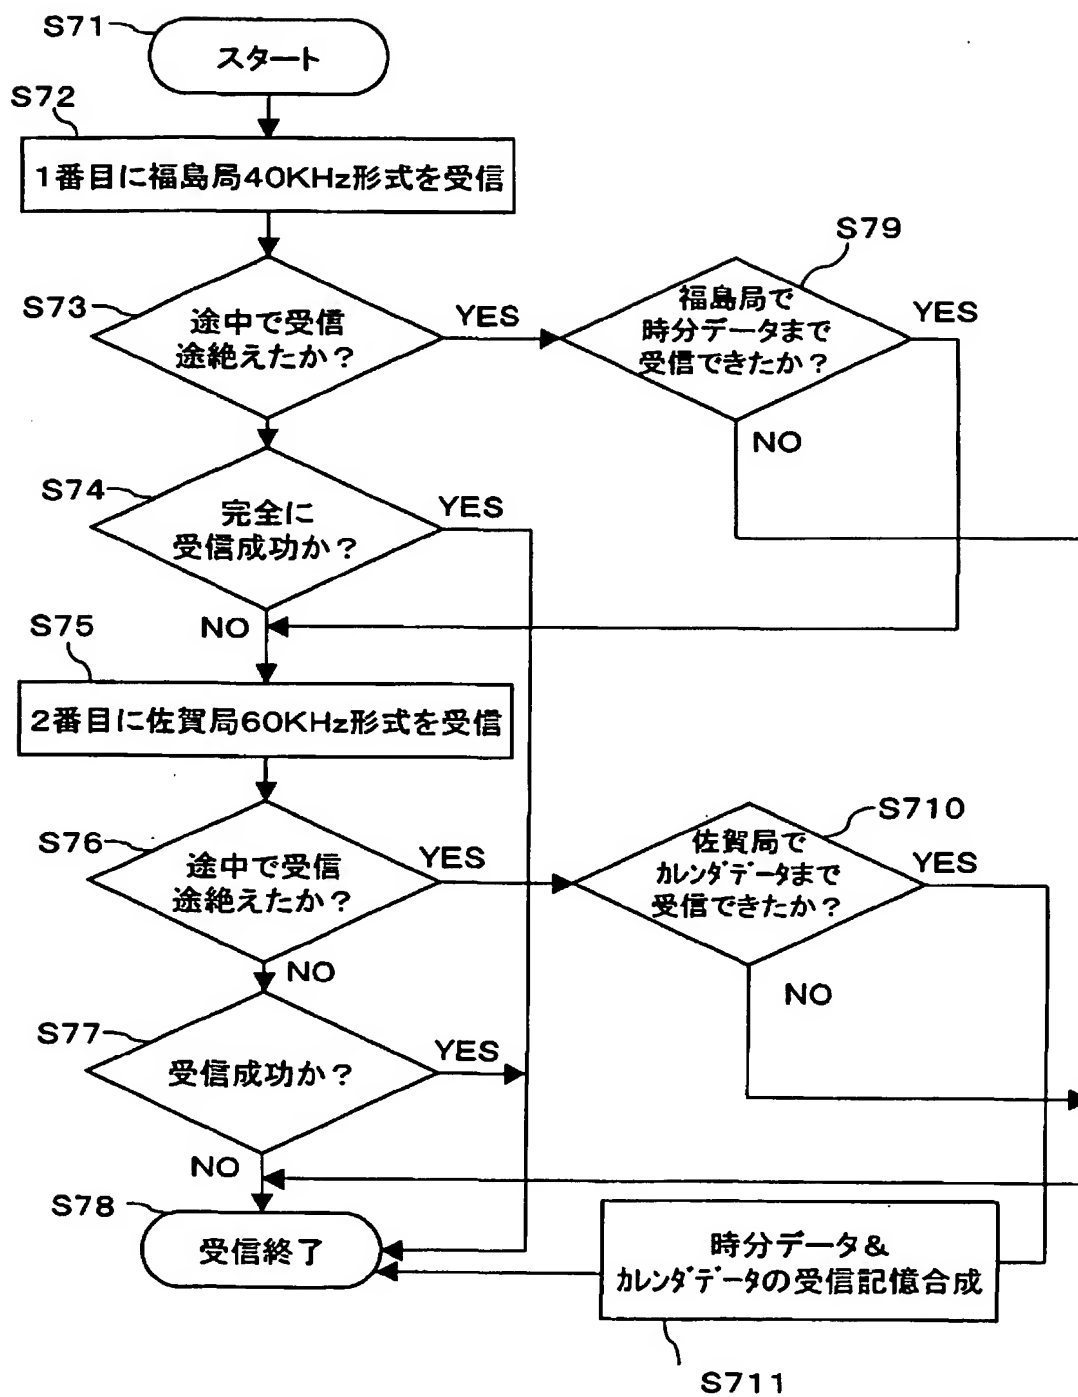 S71
スタート
S72
1番目に福島局40KHz形式を受信
S73
途中で受信
途絶えたか？
YES
S79
福島局で
時分データまで
受信できたか？
YES
NO
S74
完全に
受信成功か？
YES
NO
S75
2番目に佐賀局60KHz形式を受信
S76
途中で受信
途絶えたか？
YES
NO
S710
佐賀局で
カレンダデータまで
受信できたか？
YES
NO
S77
受信成功か？
YES
NO
S78
受信終了
時分データ&
カレンダデータの受信記憶合成
S711